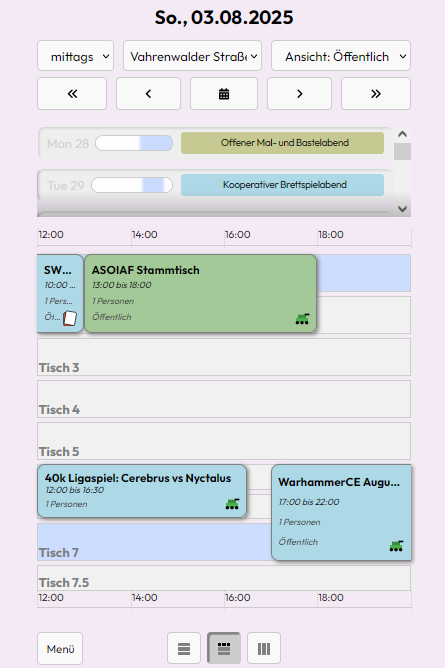 So., 03.08.2025
mittags
Vahrenwalder Straße
Ansicht: Öffentlich
Mon 28
Offener Mal- und Bastelabend
Tue 29
Kooperativer Brettspielabend
12:00 14:00 16:00 18:00
SW...
10:00 ...
1 Pers...
Öf...
ASOIAF Stammtisch
13:00 bis 18:00
1 Personen
Öffentlich
Tisch 3
Tisch 4
Tisch 5
40k Ligaspiel: Cerebrus vs Nyctalus
12:00 bis 16:30
1 Personen
WarhammerCE Augu...
17:00 bis 22:00
1 Personen
Öffentlich
Tisch 7
Tisch 7.5
12:00 14:00 16:00 18:00
Menü